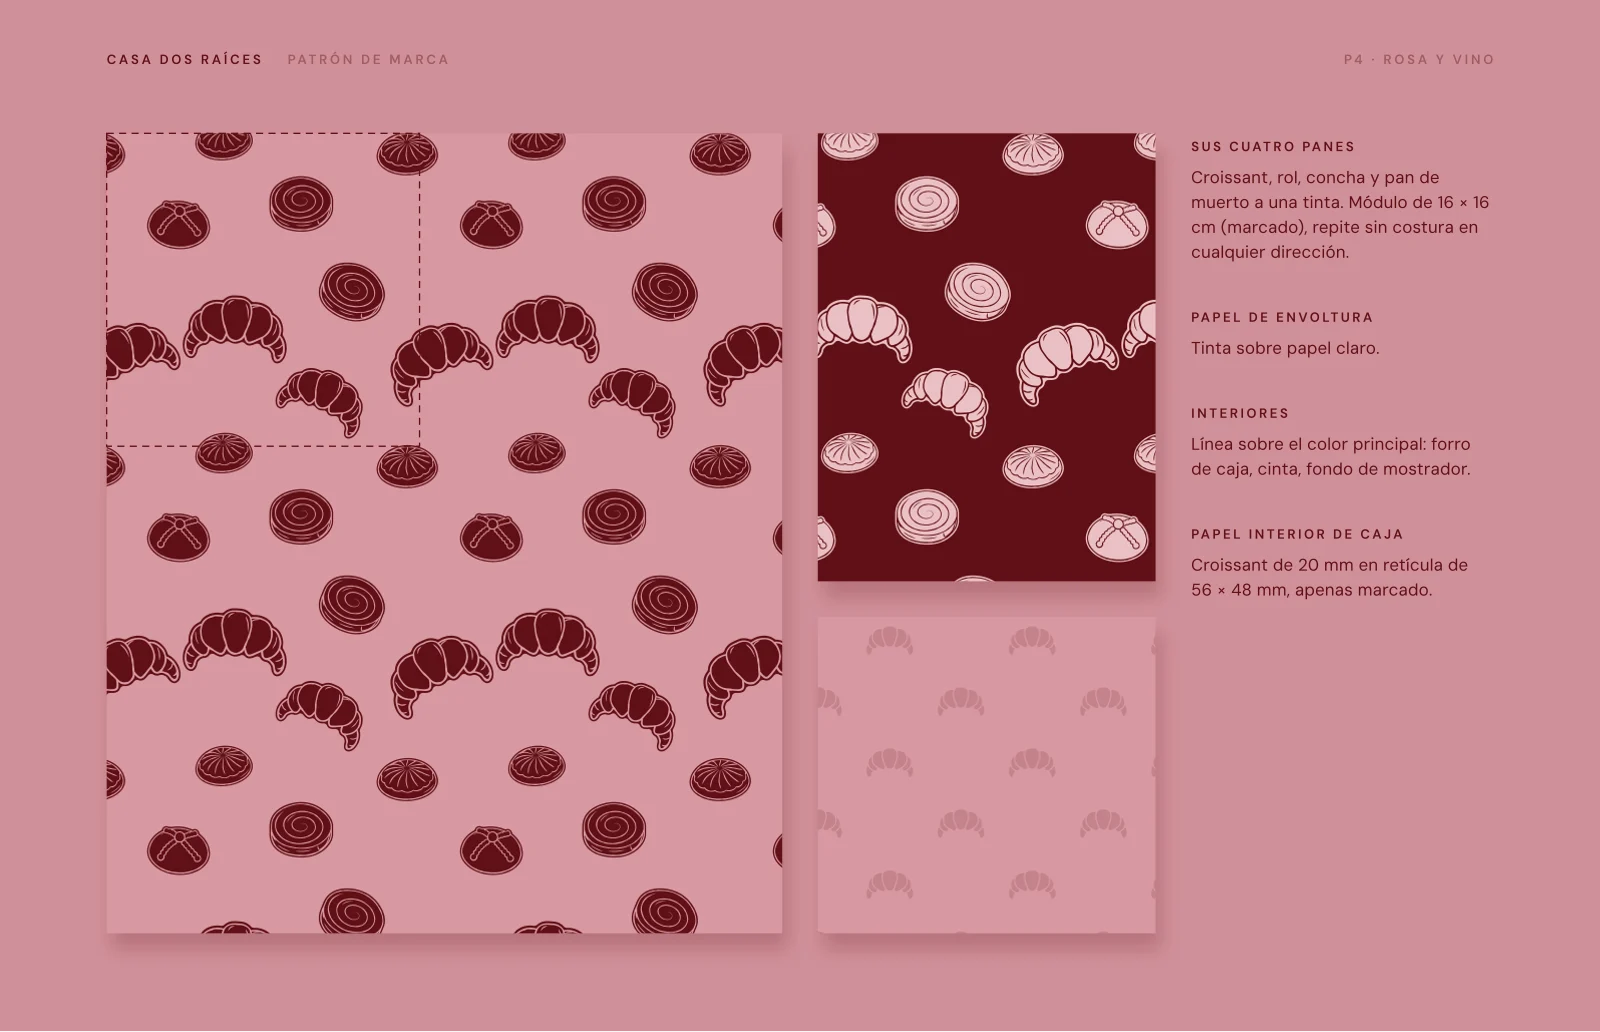 CASA DOS RAÍCES PATRÓN DE MARCA
P4 · ROSA Y VINO
SUS CUATRO PANES
Croissant, rol, concha y pan de
muerto a una tinta. Módulo de 16 × 16
cm (marcado), repite sin costura en
cualquier dirección.
PAPEL DE ENVOLTURA
Tinta sobre papel claro.
INTERIORES
Línea sobre el color principal: forro
de caja, cinta, fondo de mostrador.
PAPEL INTERIOR DE CAJA
Croissant de 20 mm en retícula de
56 × 48 mm, apenas marcado.